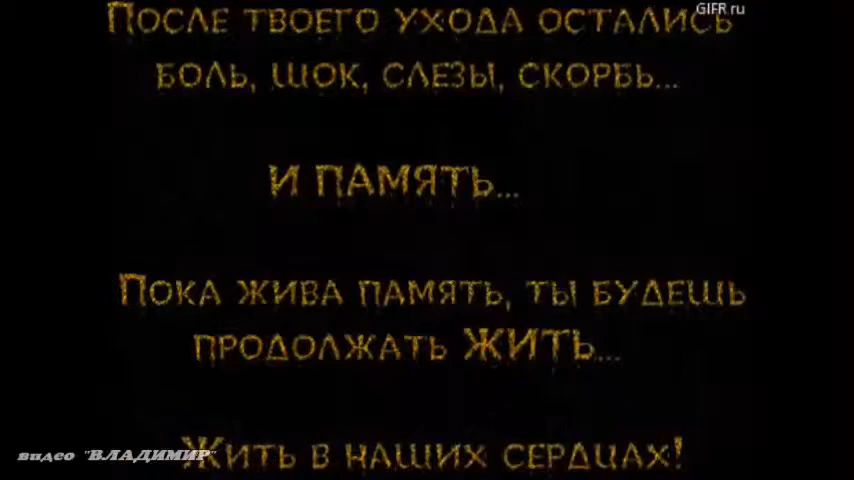 GIFR.ru
После твоего ухода остались
боль, шок, слезы, скорбь...
И ПАМЯТЬ...
Пока жива память, ты будешь
продолжать ЖИТЬ...
Жить в наших сердцах!
видео "ВЛАДИМИР"